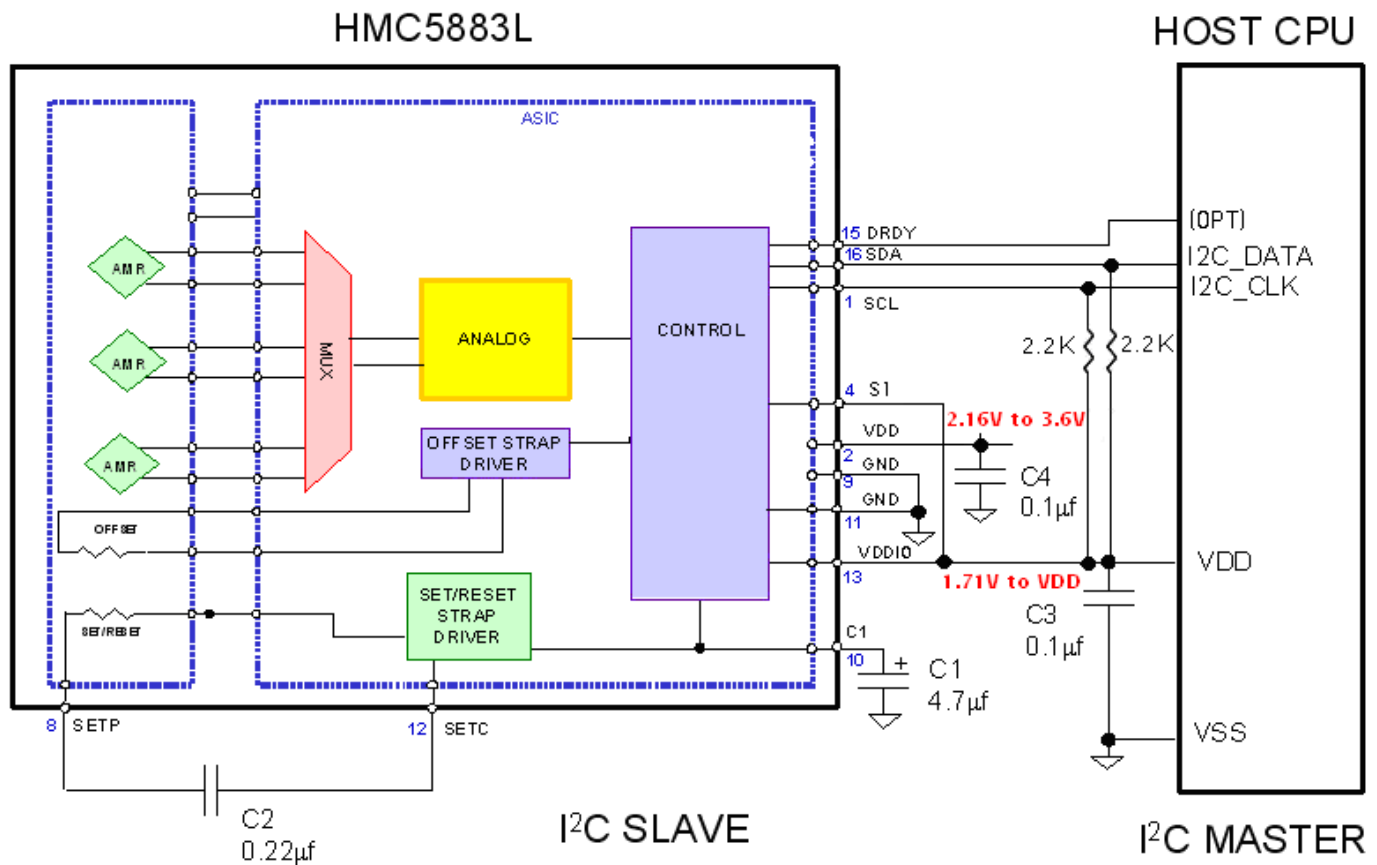 HMC5883L
HOST CPU
ASIC
AMR
AMR
AMR
MUX
ANALOG
CONTROL
OFFSET STRAP
DRIVER
OFFSET
SET/RESET
SET/RESET
STRAP
DRIVER
15 DRDY
16 SDA
1 SCL
4 S1
VDD
2
GND
9
GND
11
VDDIO
13
C1
10
(OPT)
I2C_DATA
I2C_CLK
2.2K
2.2K
2.16V to 3.6V
C4
0.1µf
1.71V to VDD
VDD
C3
0.1µf
+
C1
4.7µf
VSS
8 SETP
12 SETC
C2
0.22µf
I²C SLAVE
I²C MASTER